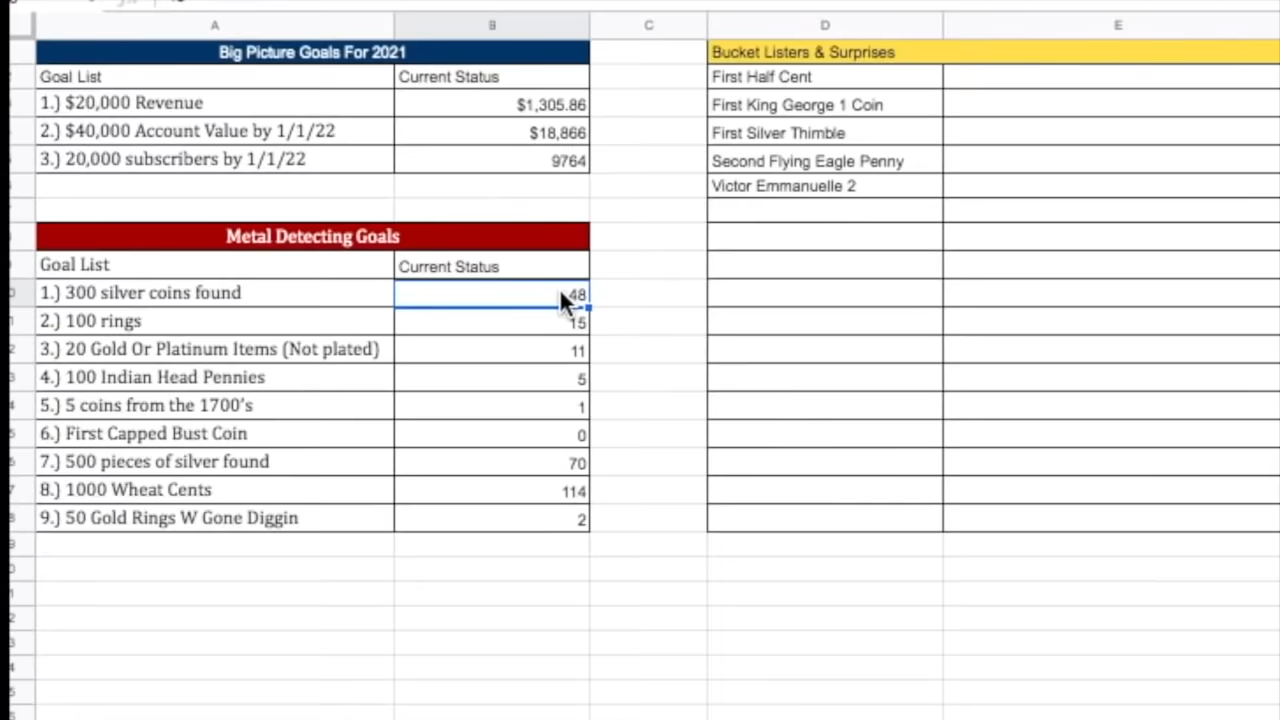 A B C D E
Big Picture Goals For 2021
Goal List Current Status
1.) $20,000 Revenue $1,305.86
2.) $40,000 Account Value by 1/1/22 $18,866
3.) 20,000 subscribers by 1/1/22 9764
Metal Detecting Goals
Goal List Current Status
1.) 300 silver coins found 48
2.) 100 rings 15
3.) 20 Gold Or Platinum Items (Not plated) 11
4.) 100 Indian Head Pennies 5
5.) 5 coins from the 1700's 1
6.) First Capped Bust Coin 0
7.) 500 pieces of silver found 70
8.) 1000 Wheat Cents 114
9.) 50 Gold Rings W Gone Diggin 2
Bucket Listers & Surprises
First Half Cent
First King George 1 Coin
First Silver Thimble
Second Flying Eagle Penny
Victor Emmanuelle 2